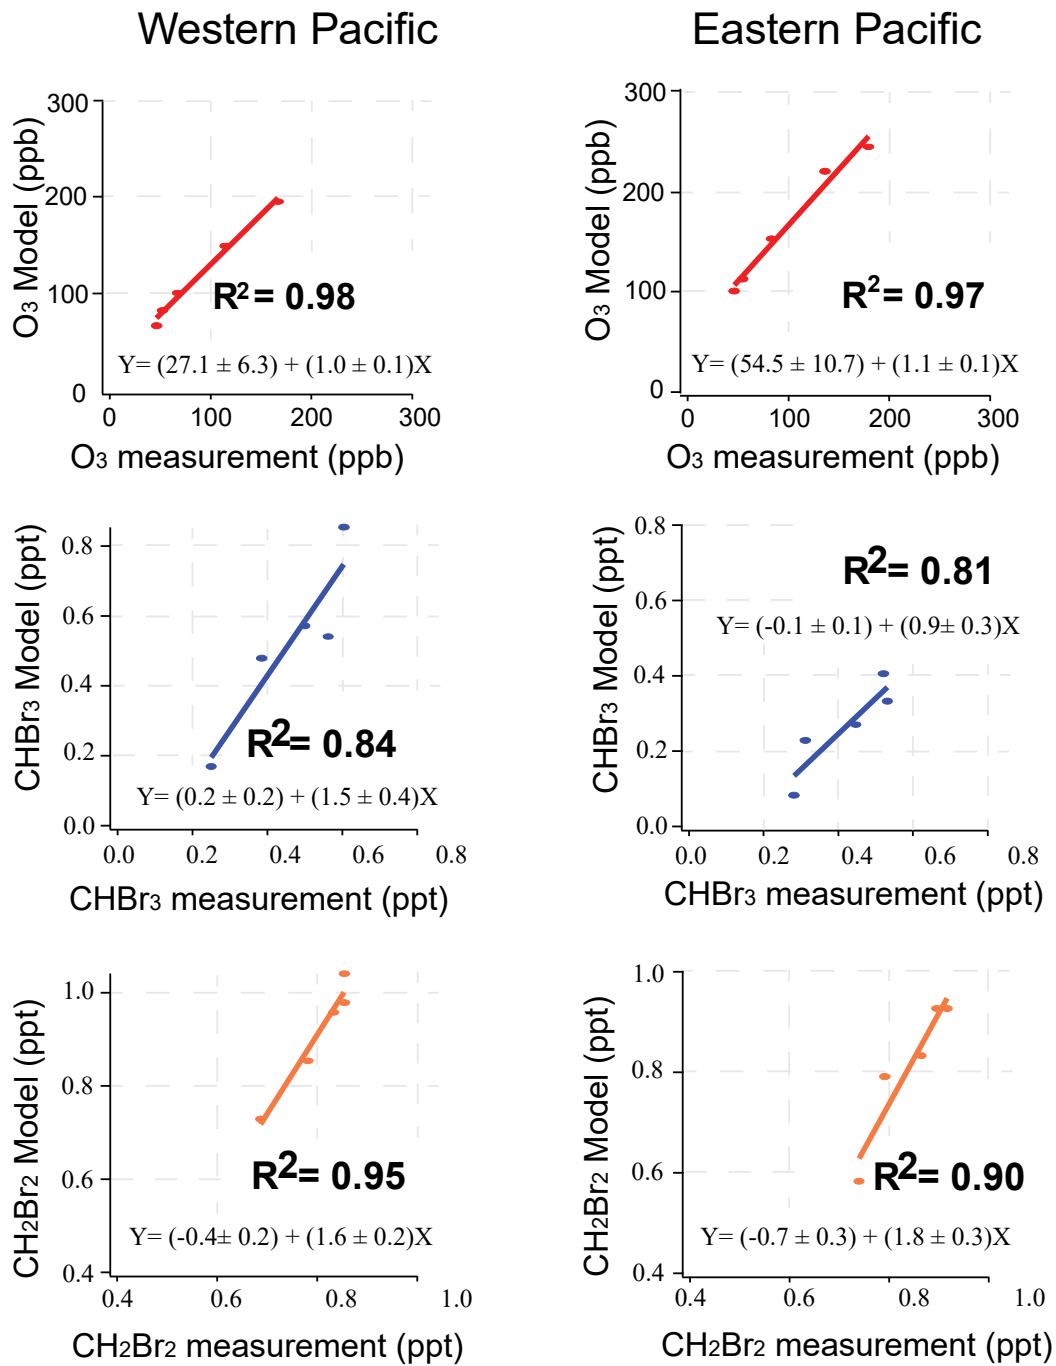 Western Pacific
Eastern Pacific
O3 Model (ppb)
300
200
100
0
R2= 0.98
Y= (27.1 ± 6.3) + (1.0 ± 0.1)X
0 100 200 300
O3 measurement (ppb)
O3 Model (ppb)
300
200
100
0
R2= 0.97
Y= (54.5 ± 10.7) + (1.1 ± 0.1)X
0 100 200 300
O3 measurement (ppb)
CHBr3 Model (ppt)
0.8
0.6
0.4
0.2
0.0
R2= 0.84
Y= (0.2 ± 0.2) + (1.5 ± 0.4)X
0.0 0.2 0.4 0.6 0.8
CHBr3 measurement (ppt)
CHBr3 Model (ppt)
0.8
0.6
0.4
0.2
0.0
R2= 0.81
Y= (-0.1 ± 0.1) + (0.9± 0.3)X
0.0 0.2 0.4 0.6 0.8
CHBr3 measurement (ppt)
CH2Br2 Model (ppt)
1.0
0.8
0.6
0.4
R2= 0.95
Y= (-0.4± 0.2) + (1.6 ± 0.2)X
0.4 0.6 0.8 1.0
CH2Br2 measurement (ppt)
CH2Br2 Model (ppt)
1.0
0.8
0.6
0.4
R2= 0.90
Y= (-0.7 ± 0.3) + (1.8 ± 0.3)X
0.4 0.6 0.8 1.0
CH2Br2 measurement (ppt)